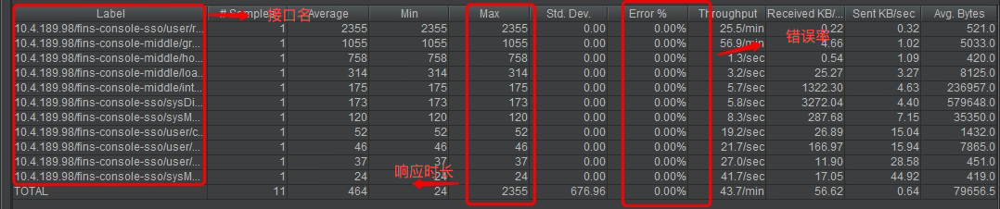 Label # Samples Average Min Max Std. Dev. Error % Throughput Received KB/... Sent KB/sec Avg. Bytes
接口名
10.4.189.98/fins-console-sso/user/r... 1 2355 2355 2355 0.00 0.00% 25.5/min 0.22 0.32 521.0
错误率
10.4.189.98/fins-console-middle/gr... 1 1055 1055 1055 0.00 0.00% 56.9/min 4.66 1.02 5033.0
10.4.189.98/fins-console-middle/ho... 1 758 758 758 0.00 0.00% 1.3/sec 0.54 1.09 420.0
10.4.189.98/fins-console-middle/loa... 1 314 314 314 0.00 0.00% 3.2/sec 25.27 3.27 8125.0
10.4.189.98/fins-console-middle/int... 1 175 175 175 0.00 0.00% 5.7/sec 1322.30 4.63 236957.0
10.4.189.98/fins-console-sso/sysDi... 1 173 173 173 0.00 0.00% 5.8/sec 3272.04 4.40 579648.0
10.4.189.98/fins-console-sso/sysM... 1 120 120 120 0.00 0.00% 8.3/sec 287.68 7.15 35350.0
10.4.189.98/fins-console-sso/user/c... 1 52 52 52 0.00 0.00% 19.2/sec 26.89 15.04 1432.0
10.4.189.98/fins-console-sso/user/... 1 46 46 46 0.00 0.00% 21.7/sec 166.97 15.94 7865.0
10.4.189.98/fins-console-sso/user/... 1 37 37 37 0.00 0.00% 27.0/sec 11.90 28.58 451.0
响应时长
10.4.189.98/fins-console-sso/sysM... 1 24 24 24 0.00 0.00% 41.7/sec 17.05 44.92 419.0
TOTAL 11 464 24 2355 676.96 0.00% 43.7/min 56.62 0.64 79656.5